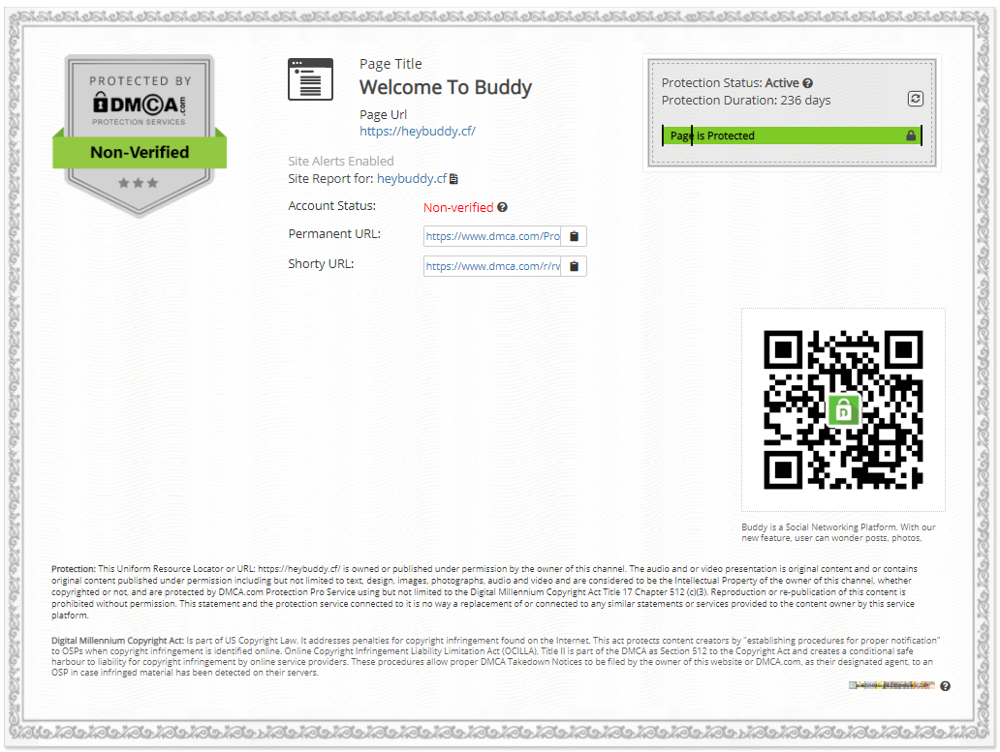 PROTECTED BY
DMCA.com
PROTECTION SERVICES
Non-Verified
Page Title
Welcome To Buddy
Page Url
https://heybuddy.cf/
Site Alerts Enabled
Site Report for: heybuddy.cf
Account Status: Non-verified
Permanent URL: https://www.dmca.com/Pro
Shorty URL: https://www.dmca.com/r/rv
Protection Status: Active
Protection Duration: 236 days
Page is Protected
Buddy is a Social Networking Platform. With our
new feature, user can wonder posts, photos,
Protection: This Uniform Resource Locator or URL: https://heybuddy.cf/ is owned or published under permission by the owner of this channel. The audio or video presentation is original content and or contains
original content published under permission including but not limited to text, design, images, photographs, audio and video and are considered to be the Intellectual Property of the owner of this channel, whether
copyrighted or not, and are protected by DMCA.com Protection Pro Service using but not limited to the Digital Millennium Copyright Act Title 17 Chapter 512 (c)(3). Reproduction or re-publication of this content is
prohibited without permission. This statement and the protection service connected to it is no way a replacement of or connected to any similar statements or services provided to the content owner by this service
platform.
Digital Millennium Copyright Act: Is part of US Copyright Law. It addresses penalties for copyright infringement found on the Internet. This act protects content creators by "establishing procedures for proper notification"
to OSPs when copyright infringement is identified online. Online Copyright Infringement Liability Limitation Act (OCILLA), Title II is part of the DMCA as Section 512 to the Copyright Act and creates a conditional safe
harbour to liability for copyright infringement by online service providers. These procedures allow proper DMCA Takedown Notices to be filed by the owner of this website or DMCA.com, as their designated agent, to an
OSP in case infringed material has been detected on their servers.